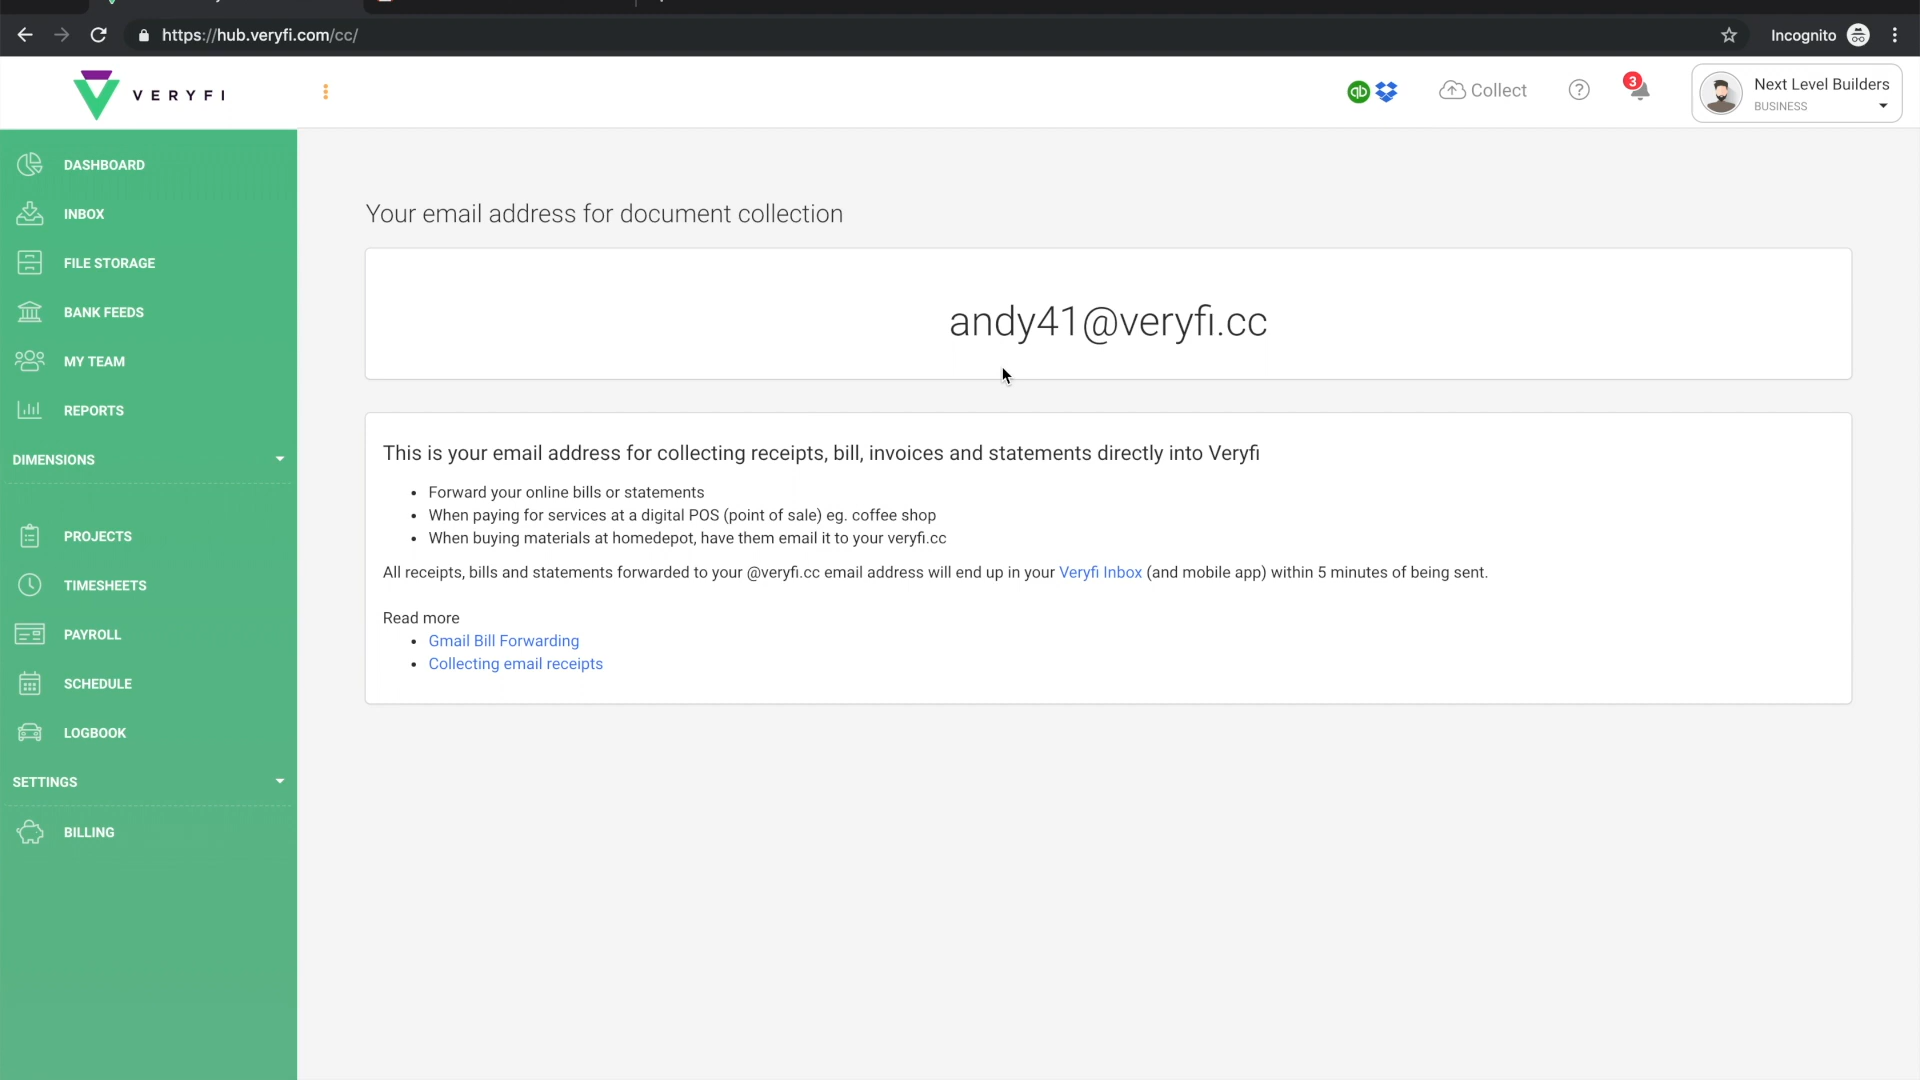 https://hub.veryfi.com/cc/
Incognito
VERYFI
qb
Collect
?
3
Next Level Builders
BUSINESS
DASHBOARD
INBOX
FILE STORAGE
BANK FEEDS
MY TEAM
REPORTS
DIMENSIONS
PROJECTS
TIMESHEETS
PAYROLL
SCHEDULE
LOGBOOK
SETTINGS
BILLING
Your email address for document collection
andy41@veryfi.cc
This is your email address for collecting receipts, bill, invoices and statements directly into Veryfi
• Forward your online bills or statements
• When paying for services at a digital POS (point of sale) eg. coffee shop
• When buying materials at homedepot, have them email it to your veryfi.cc
All receipts, bills and statements forwarded to your @veryfi.cc email address will end up in your Veryfi Inbox (and mobile app) within 5 minutes of being sent.
Read more
• Gmail Bill Forwarding
• Collecting email receipts